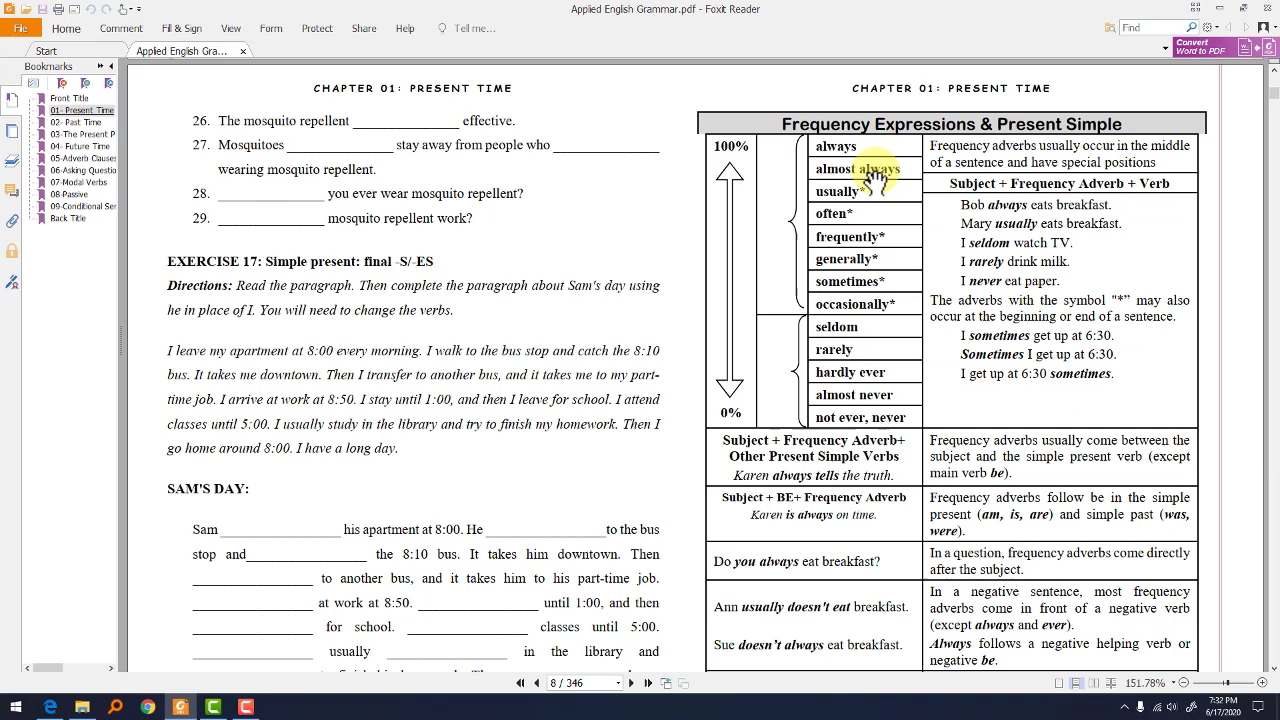 Applied English Grammar.pdf - Foxit Reader
File Home Comment Fill & Sign View Form Protect Share Help Tell me... Find
Start Applied English Gra... Convert Word to PDF
Bookmarks
Front Title
01- Present Time
02- Past Time
03-The Present P
04- Future Time
05-Adverb Clauses
06-Asking Question
07-Modal Verbs
08-Passive
09-Conditional Sen
Back Title
CHAPTER 01: PRESENT TIME
26. The mosquito repellent ______________ effective.
27. Mosquitoes ______________ stay away from people who ______________
wearing mosquito repellent.
28. ______________ you ever wear mosquito repellent?
29. ______________ mosquito repellent work?
EXERCISE 17: Simple present: final -S/-ES
Directions: Read the paragraph. Then complete the paragraph about Sam's day using
he in place of I. You will need to change the verbs.
I leave my apartment at 8:00 every morning. I walk to the bus stop and catch the 8:10
bus. It takes me downtown. Then I transfer to another bus, and it takes me to my part-
time job. I arrive at work at 8:50. I stay until 1:00, and then I leave for school. I attend
classes until 5:00. I usually study in the library and try to finish my homework. Then I
go home around 8:00. I have a long day.
SAM'S DAY:
Sam ________________ his apartment at 8:00. He ________________ to the bus
stop and________________ the 8:10 bus. It takes him downtown. Then
________________ to another bus, and it takes him to his part-time job.
________________ at work at 8:50. ________________ until 1:00, and then
________________ for school. ________________ classes until 5:00.
________________ usually ________________ in the library and
CHAPTER 01: PRESENT TIME
Frequency Expressions & Present Simple
100%
always
almost always
usually*
often*
frequently*
generally*
sometimes*
occasionally*
seldom
rarely
hardly ever
almost never
not ever, never
0%
Frequency adverbs usually occur in the middle
of a sentence and have special positions
Subject + Frequency Adverb + Verb
Bob always eats breakfast.
Mary usually eats breakfast.
I seldom watch TV.
I rarely drink milk.
I never eat paper.
The adverbs with the symbol "*" may also
occur at the beginning or end of a sentence.
I sometimes get up at 6:30.
Sometimes I get up at 6:30.
I get up at 6:30 sometimes.
Subject + Frequency Adverb+
Other Present Simple Verbs
Karen always tells the truth.
Frequency adverbs usually come between the
subject and the simple present verb (except
main verb be).
Subject + BE+ Frequency Adverb
Karen is always on time.
Frequency adverbs follow be in the simple
present (am, is, are) and simple past (was,
were).
Do you always eat breakfast?
In a question, frequency adverbs come directly
after the subject.
Ann usually doesn't eat breakfast.
Sue doesn't always eat breakfast.
In a negative sentence, most frequency
adverbs come in front of a negative verb
(except always and ever).
Always follows a negative helping verb or
negative be.
8 / 346
151.78%
7:32 PM
6/17/2020